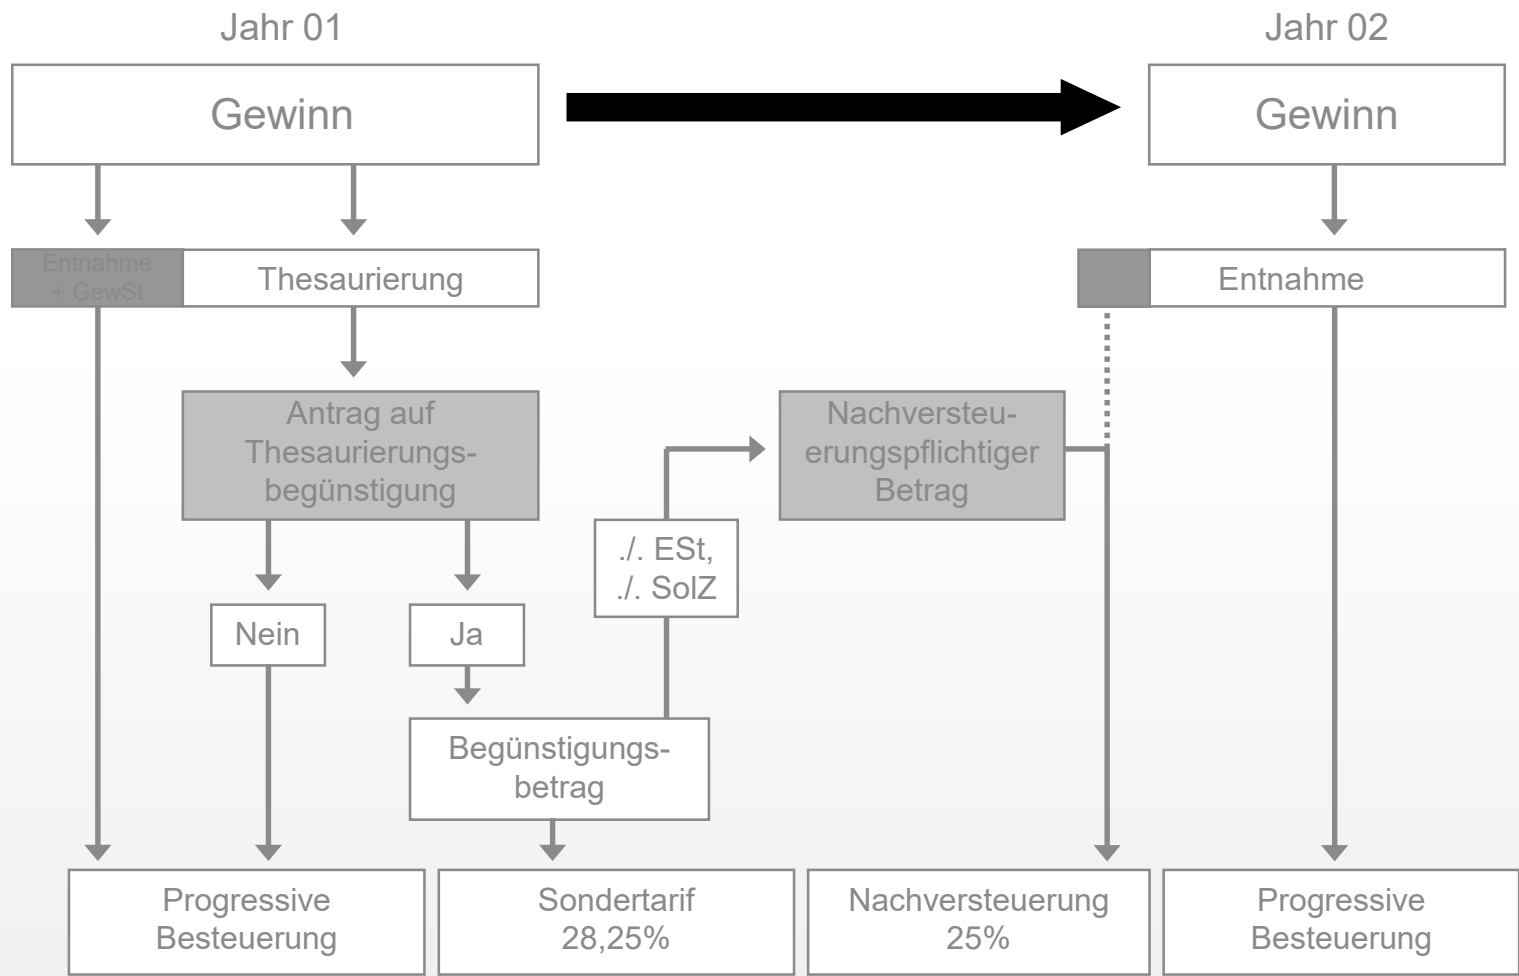 Jahr 01
Jahr 02
Gewinn
Gewinn
Entnahme
+ GewSt
Thesaurierung
Entnahme
Antrag auf
Thesaurierungs-
begünstigung
Nachversteu-
erungspflichtiger
Betrag
./. ESt,
./. SolZ
Nein
Ja
Begünstigungs-
betrag
Progressive
Besteuerung
Sondertarif
28,25%
Nachversteuerung
25%
Progressive
Besteuerung